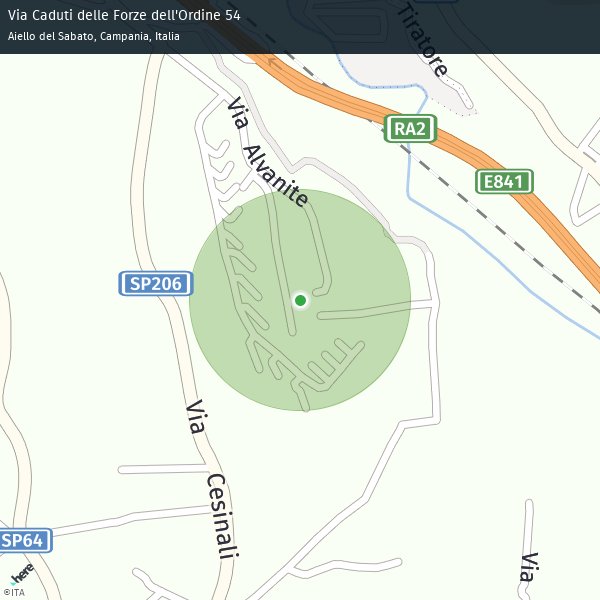 Via Caduti delle Forze dell'Ordine 54
Aiello del Sabato, Campania, Italia
Tiratore
Via Alvanite
RA2
E841
SP206
Via Cesinali
SP64
Via
here
©ITA